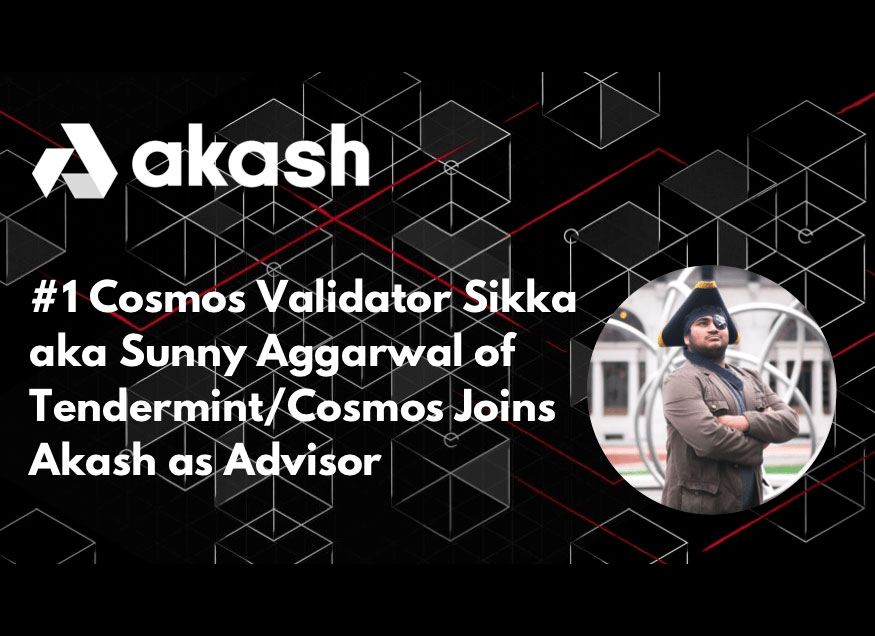 akash
#1 Cosmos Validator Sikka
aka Sunny Aggarwal of
Tendermint/Cosmos Joins
Akash as Advisor